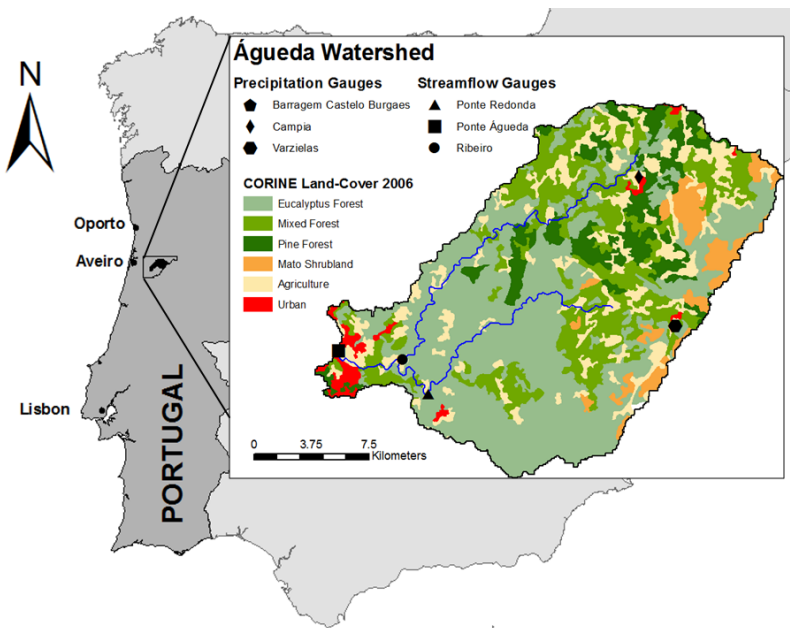 N
Águeda Watershed
Precipitation Gauges
Barragem Castelo Burgaes
Campia
Varzielas
Streamflow Gauges
Ponte Redonda
Ponte Águeda
Ribeiro
CORINE Land-Cover 2006
Eucalyptus Forest
Mixed Forest
Pine Forest
Mato Shrubland
Agriculture
Urban
0 3.75 7.5
Kilometers
Oporto
Aveiro
Lisbon
PORTUGAL